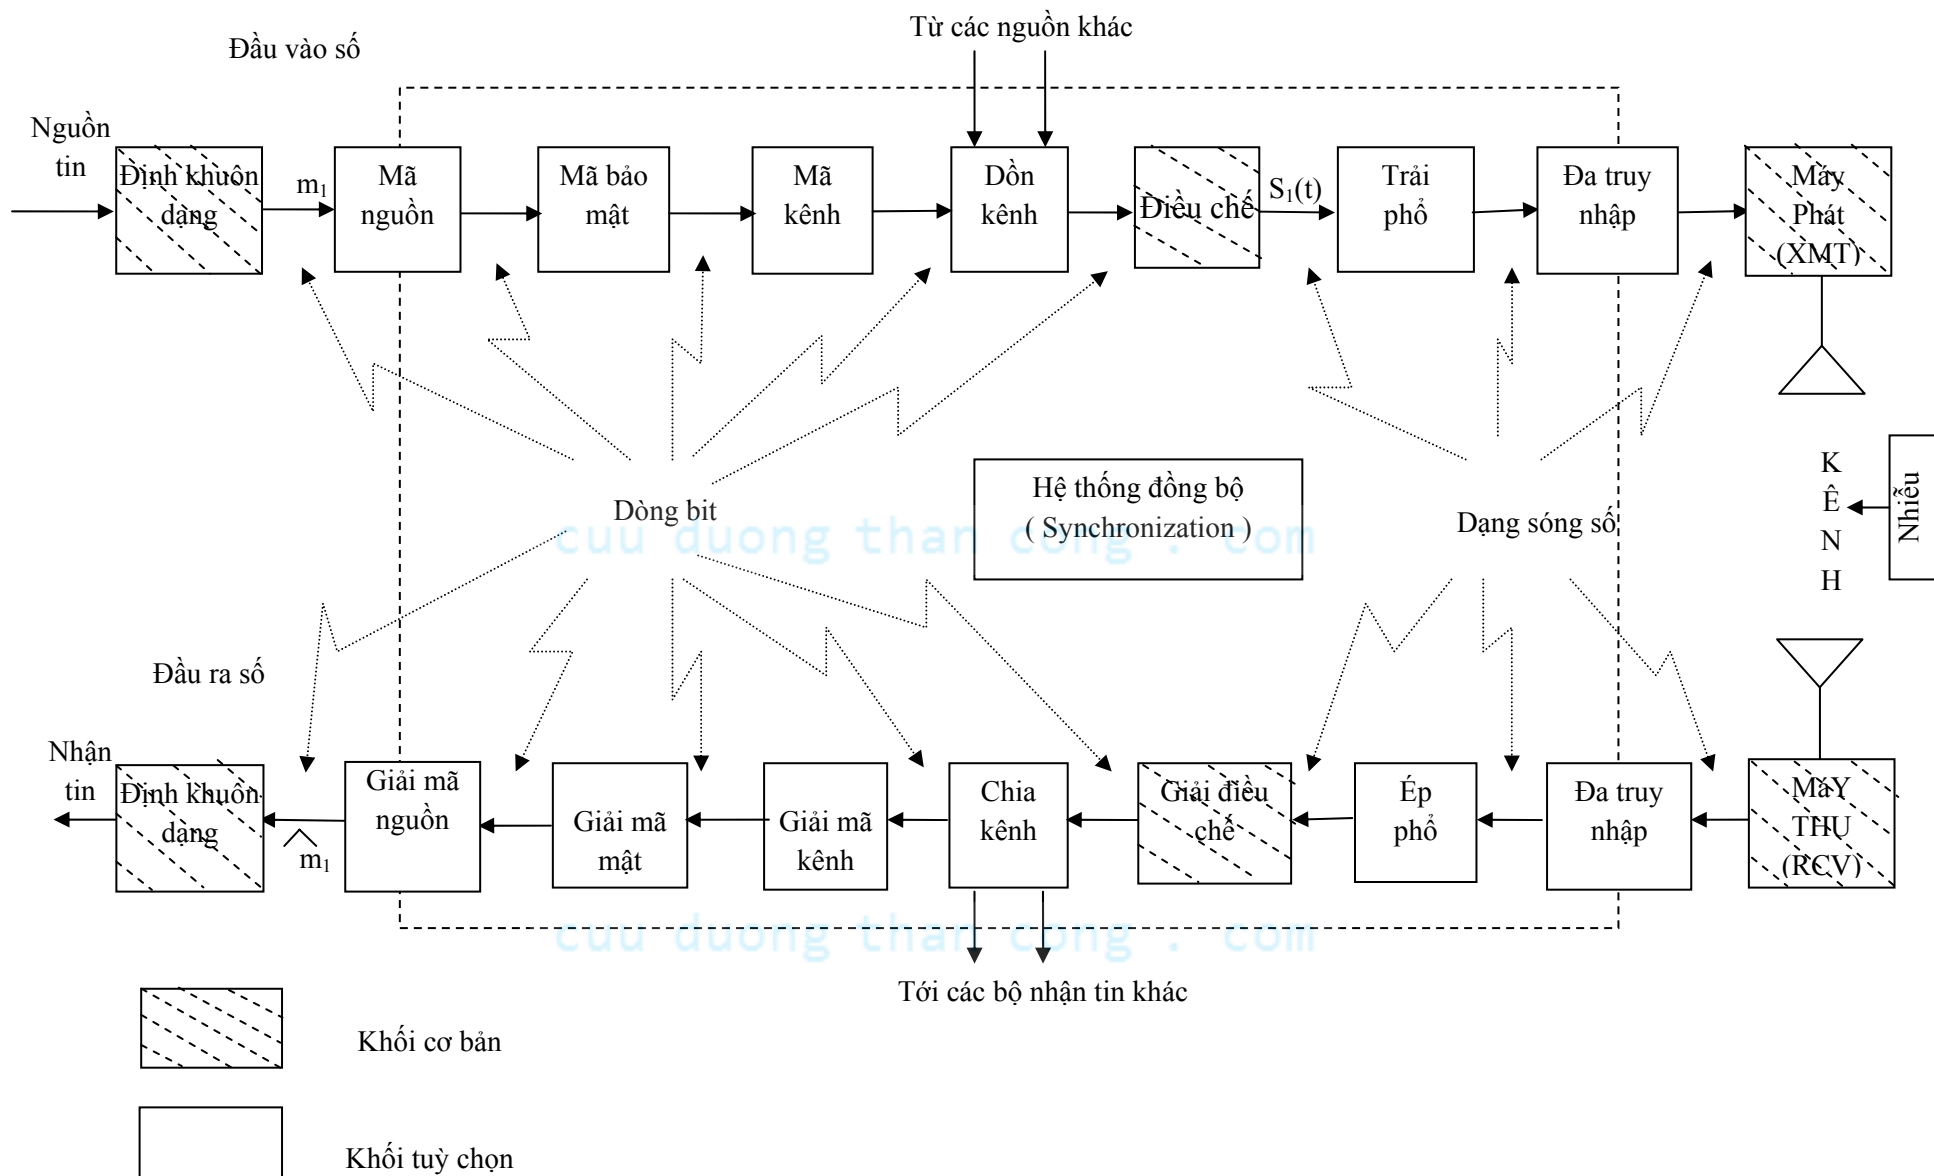 Từ các nguồn khác
Đầu vào số
Nguồn
tin
Định khuôn
dạng
m1
Mã
nguồn
Mã bảo
mật
Mã
kênh
Dồn
kênh
Điều chế
S1(t)
Trải
phổ
Đa truy
nhập
Máy
Phát
(XMT)
Dòng bit
Hệ thống đồng bộ
( Synchronization )
Dạng sóng số
K
Ê
N
H
Nhiễu
cuu duong than cong . com
Đầu ra số
Nhận
tin
Định khuôn
dạng
m1
Giải mã
nguồn
Giải mã
mật
Giải mã
kênh
Chia
kênh
Giải điều
chế
Ép
phổ
Đa truy
nhập
MáY
THU
(RCV)
cuu duong than cong . com
Tới các bộ nhận tin khác
Khối cơ bản
Khối tuỳ chọn